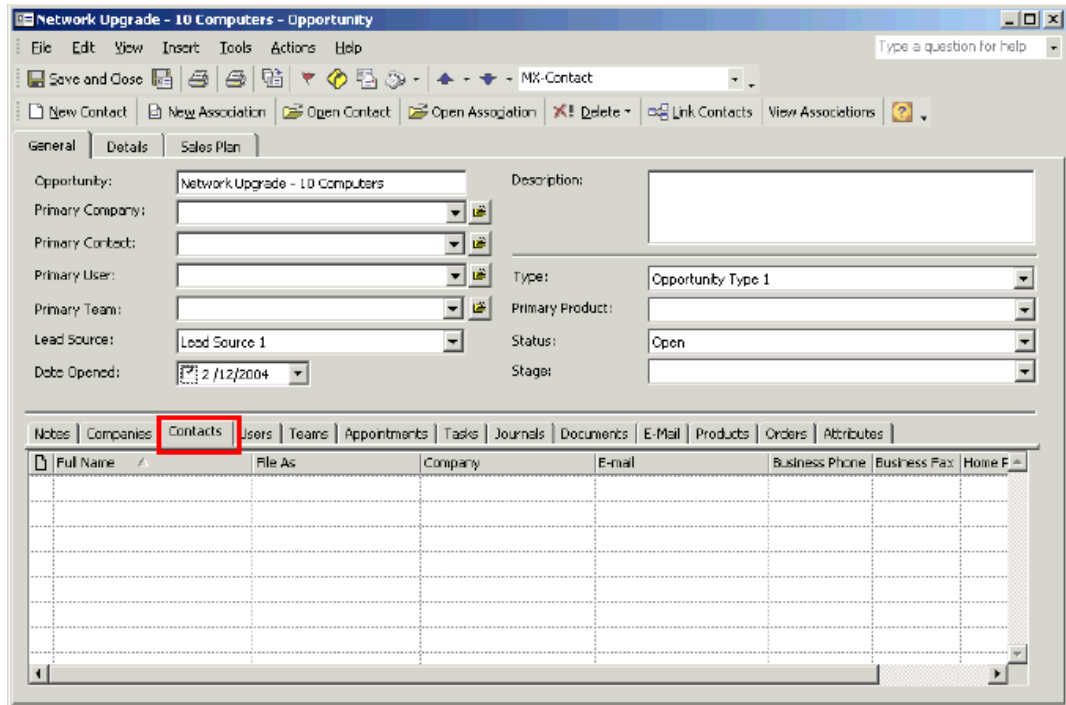 Network Upgrade - 10 Computers - Opportunity
File Edit View Insert Tools Actions Help Type a question for help
Save and Close MX-Contact
New Contact New Association Open Contact Open Association Delete Link Contacts View Associations
General Details Sales Plan
Opportunity: Network Upgrade - 10 Computers Description:
Primary Company:
Primary Contact:
Primary User: Type: Opportunity Type 1
Primary Team: Primary Product:
Lead Source: Lead Source 1 Status: Open
Date Opened: 2 /12/2004 Stage:
Notes Companies Contacts Users Teams Appointments Tasks Journals Documents E-Mail Products Orders Attributes
Full Name File As Company E-mail Business Phone Business Fax Home P